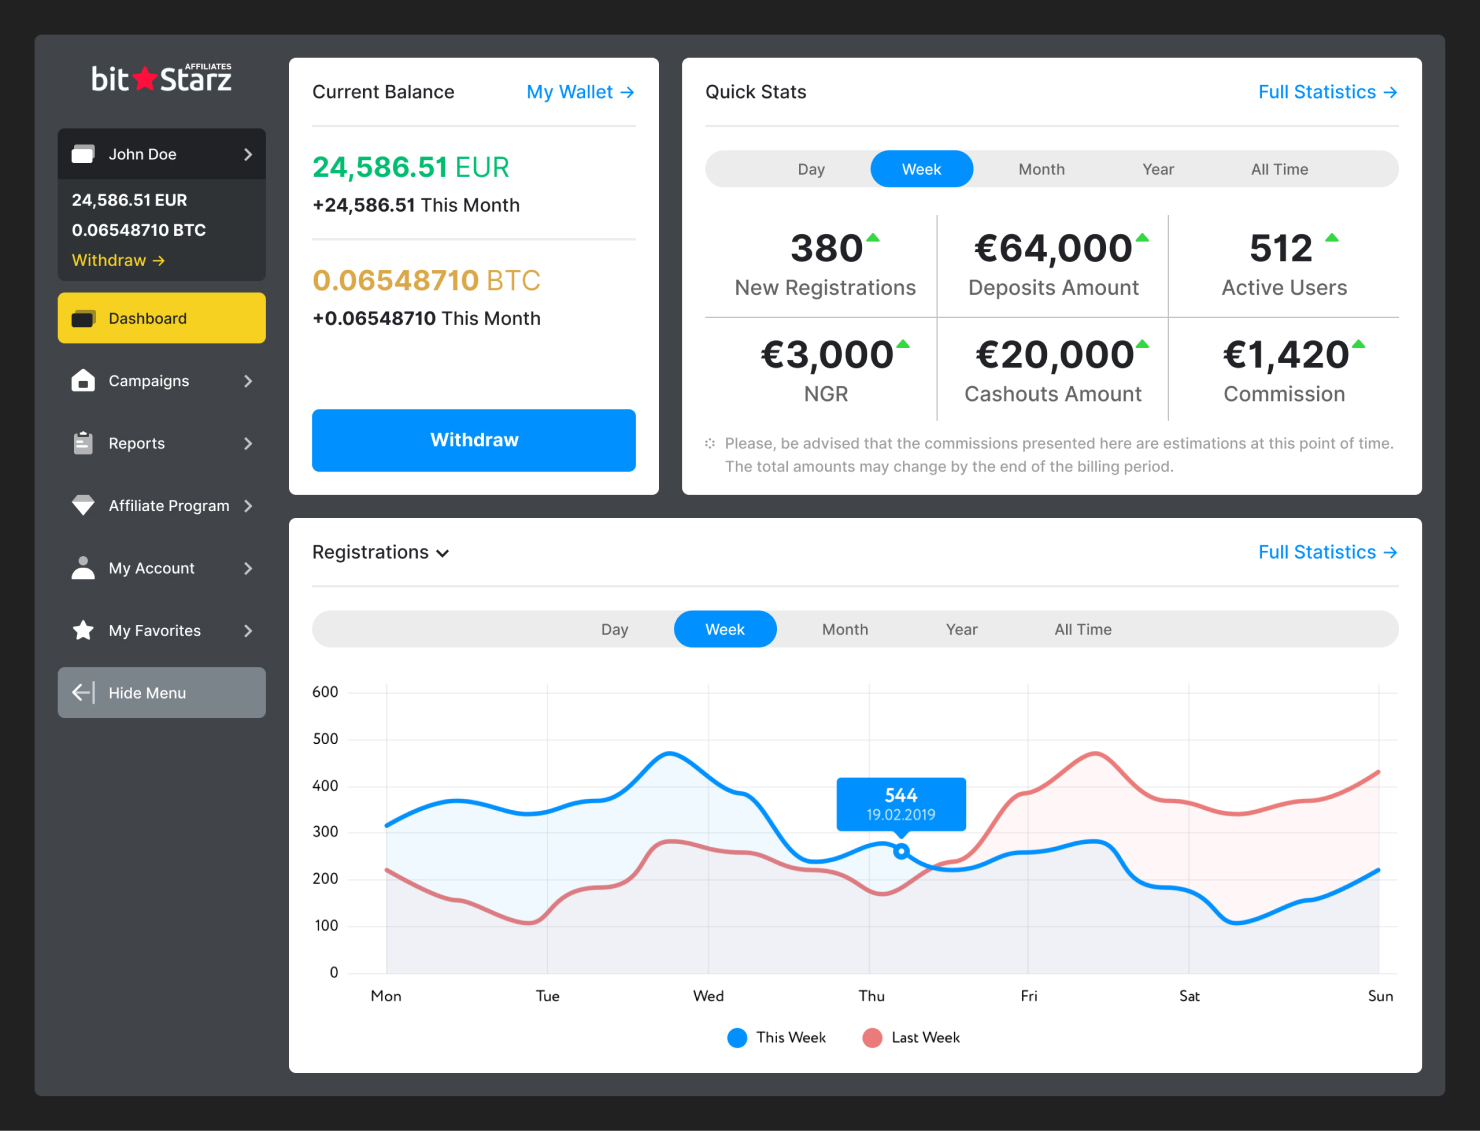 AFFILIATES
bit Starz
John Doe
24,586.51 EUR
0.06548710 BTC
Withdraw →
Dashboard
Campaigns
Reports
Affiliate Program
My Account
My Favorites
Hide Menu
Current Balance
My Wallet →
24,586.51 EUR
+24,586.51 This Month
0.06548710 BTC
+0.06548710 This Month
Withdraw
Quick Stats
Full Statistics →
Day Week Month Year All Time
380
New Registrations
€64,000
Deposits Amount
512
Active Users
€3,000
NGR
€20,000
Cashouts Amount
€1,420
Commission
Please, be advised that the commissions presented here are estimations at this point of time.
The total amounts may change by the end of the billing period.
Registrations
Full Statistics →
Day Week Month Year All Time
600
500
400
300
200
100
0
544
19.02.2019
Mon Tue Wed Thu Fri Sat Sun
This Week Last Week